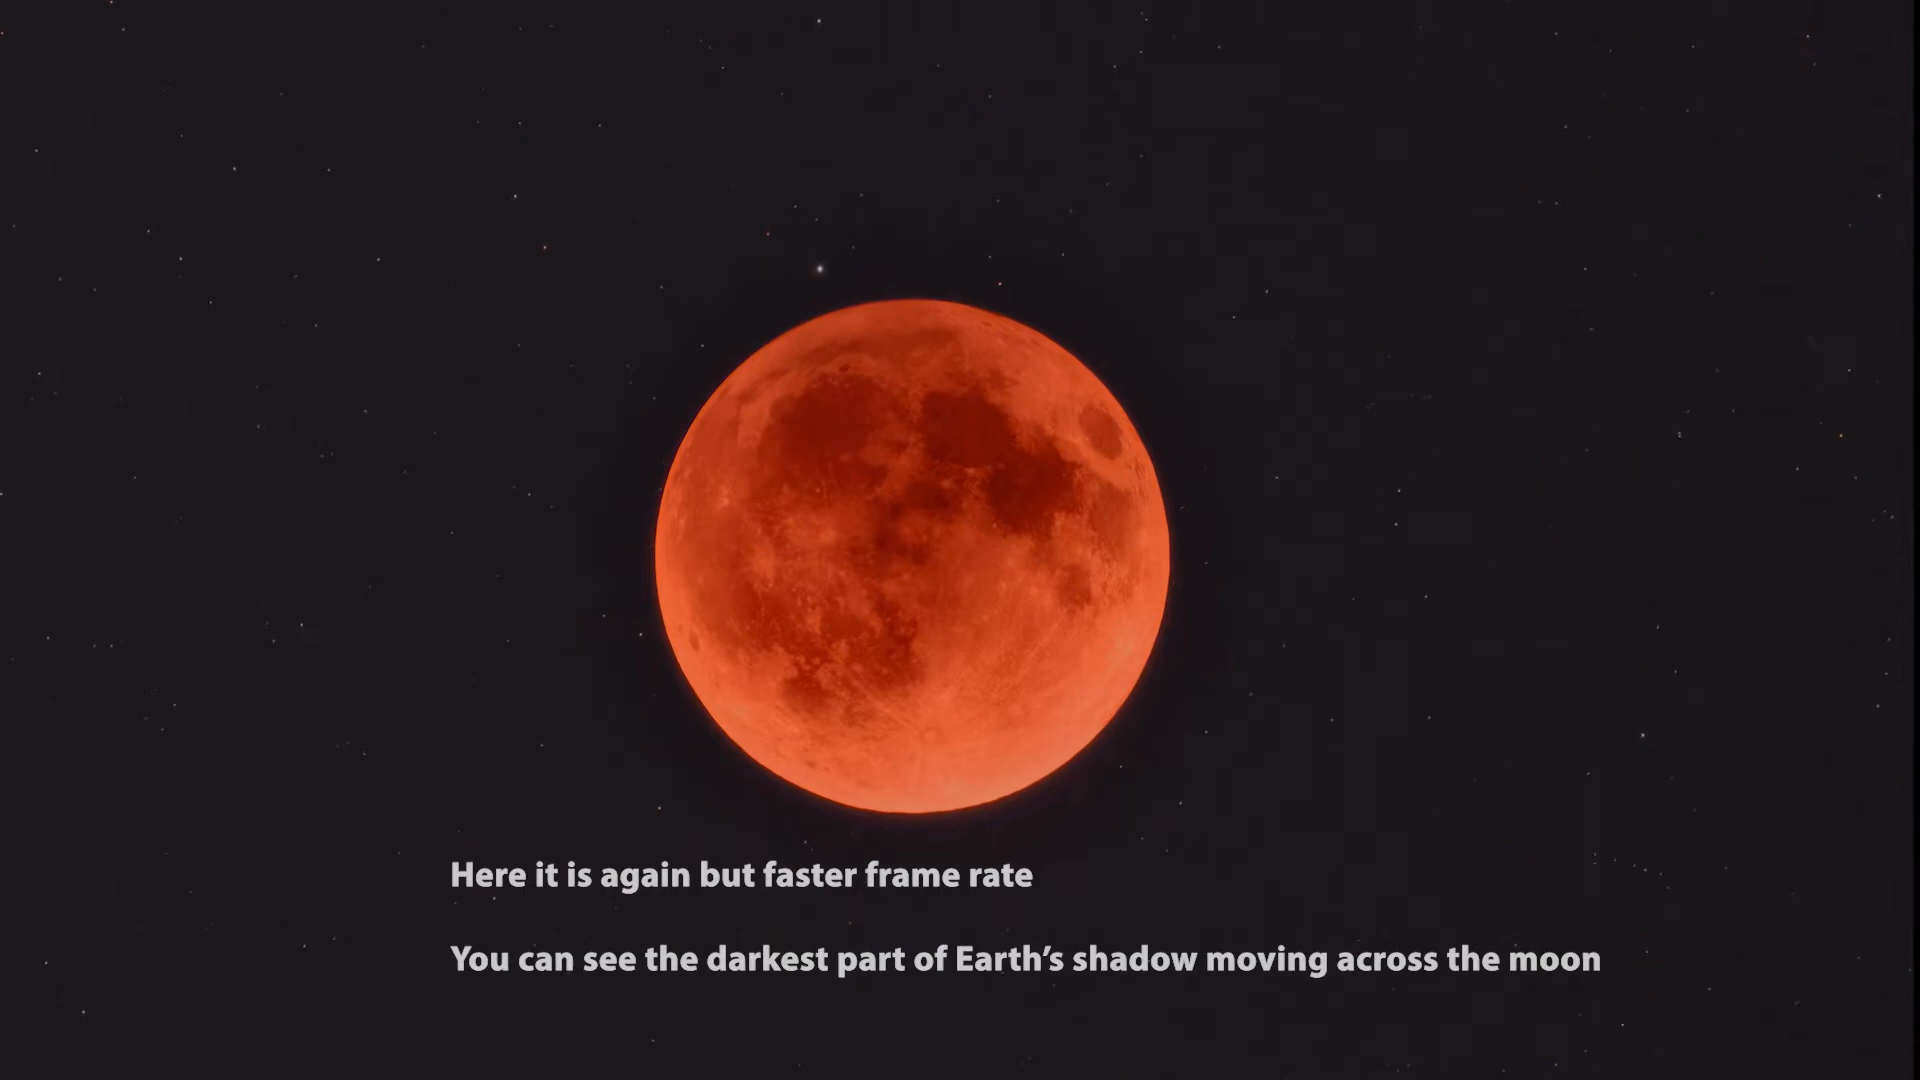 Here it is again but faster frame rate
You can see the darkest part of Earth’s shadow moving across the moon